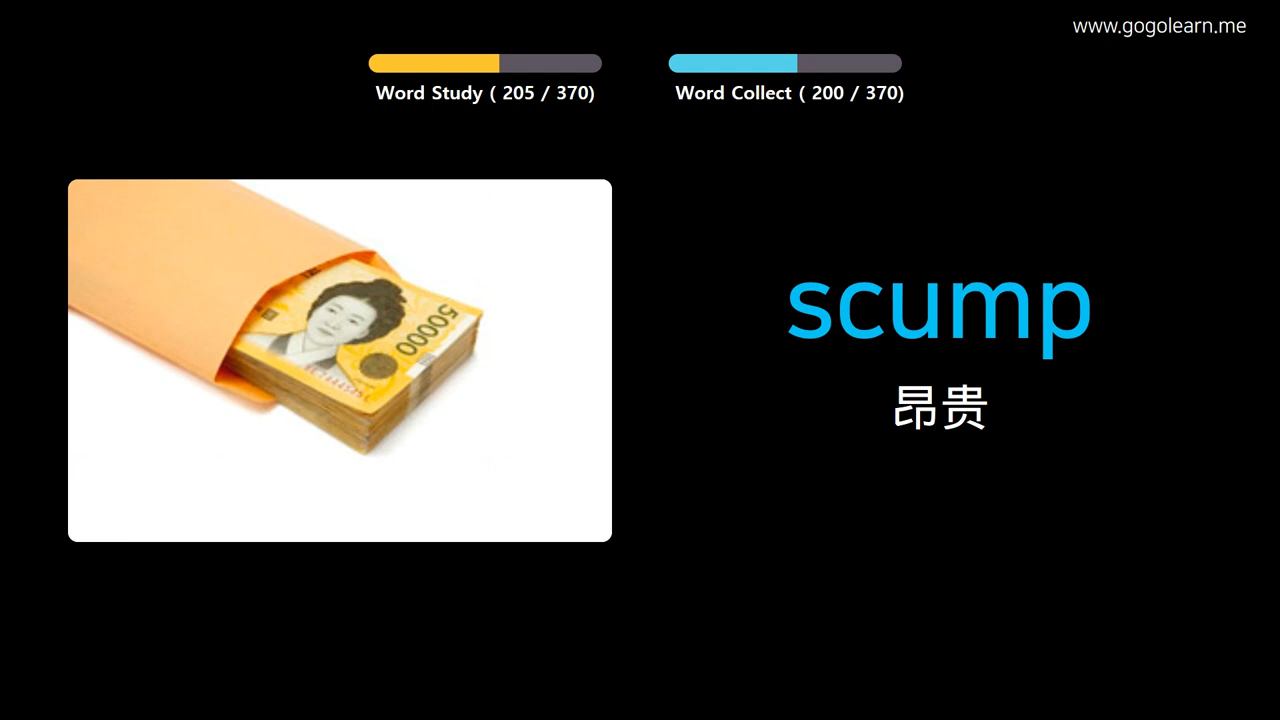 www.gogolearn.me
Word Study ( 205 / 370)
Word Collect ( 200 / 370)
50000
scump
昂贵